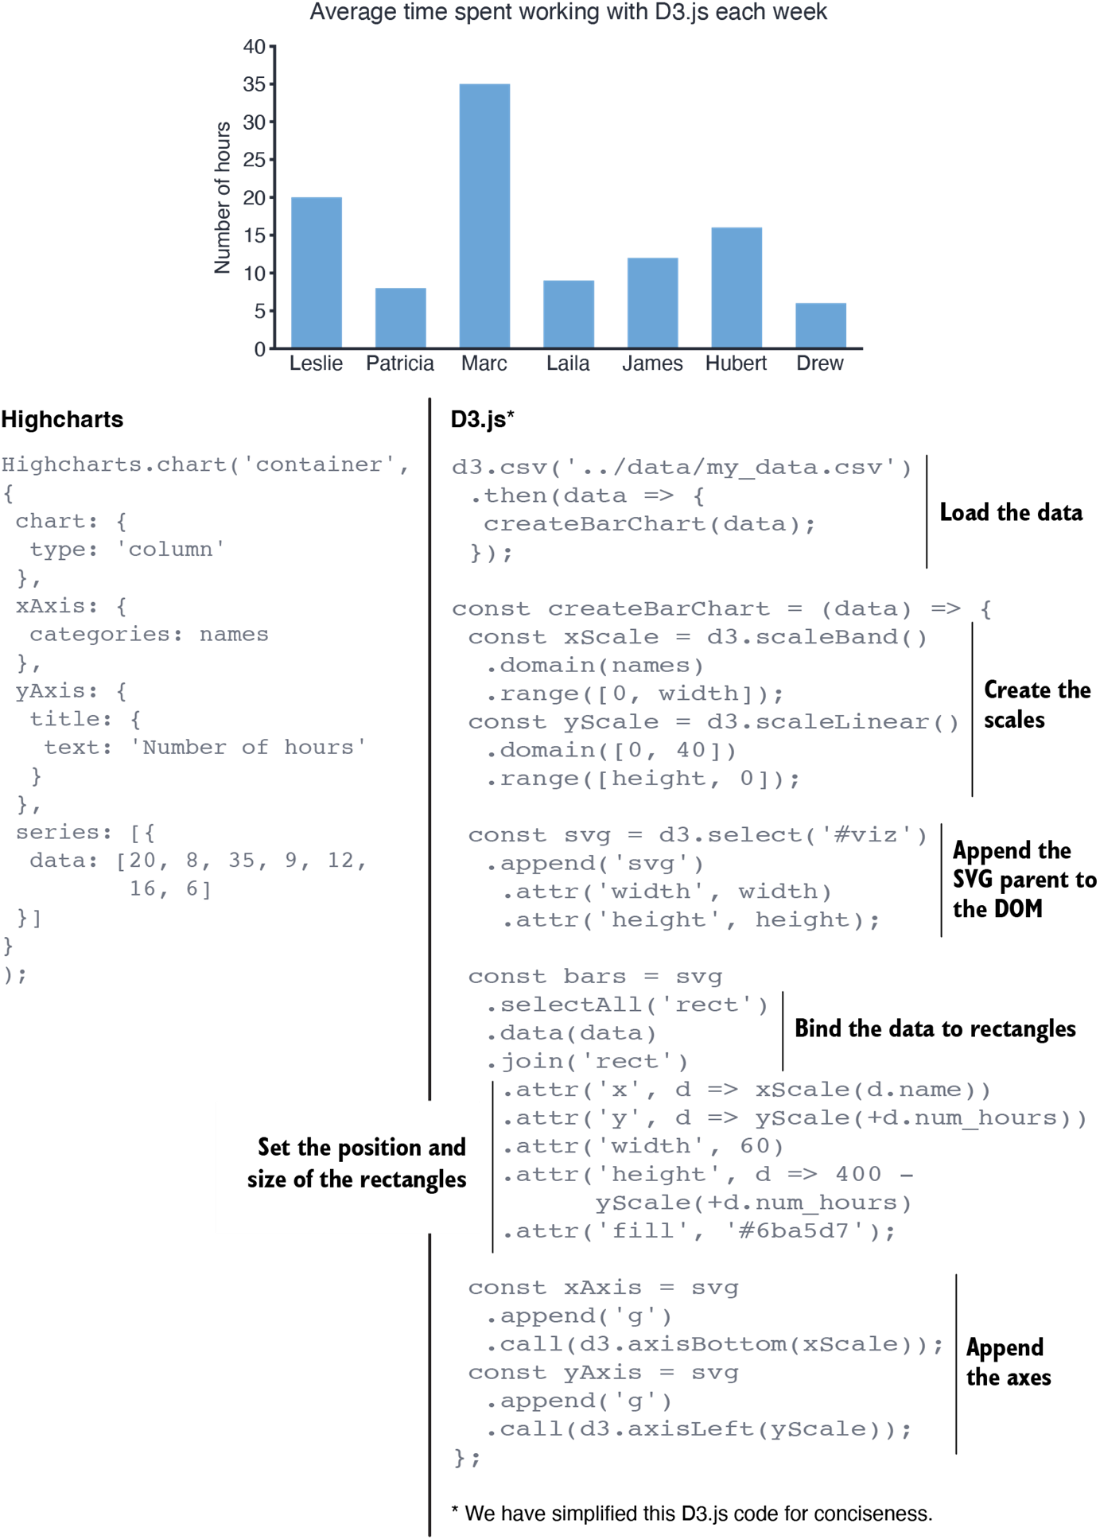 Average time spent working with D3.js each week
Number of hours
40
35
30
25
20
15
10
5
0
Leslie Patricia Marc Laila James Hubert Drew
Highcharts
Highcharts.chart('container',
{
chart: {
type: 'column'
},
xAxis: {
categories: names
},
yAxis: {
title: {
text: 'Number of hours'
}
},
series: [{
data: [20, 8, 35, 9, 12,
16, 6]
}]
}
);
D3.js*
d3.csv('../data/my_data.csv')
.then(data => {
createBarChart(data);
});
Load the data
const createBarChart = (data) => {
const xScale = d3.scaleBand()
.domain(names)
.range([0, width]);
const yScale = d3.scaleLinear()
.domain([0, 40])
.range([height, 0]);
Create the
scales
const svg = d3.select('#viz')
.append('svg')
.attr('width', width)
.attr('height', height);
Append the
SVG parent to
the DOM
const bars = svg
.selectAll('rect')
.data(data)
.join('rect')
Bind the data to rectangles
.attr('x', d => xScale(d.name))
.attr('y', d => yScale(+d.num_hours))
.attr('width', 60)
.attr('height', d => 400 -
yScale(+d.num_hours)
.attr('fill', '#6ba5d7');
Set the position and
size of the rectangles
const xAxis = svg
.append('g')
.call(d3.axisBottom(xScale));
const yAxis = svg
.append('g')
.call(d3.axisLeft(yScale));
};
Append
the axes
* We have simplified this D3.js code for conciseness.